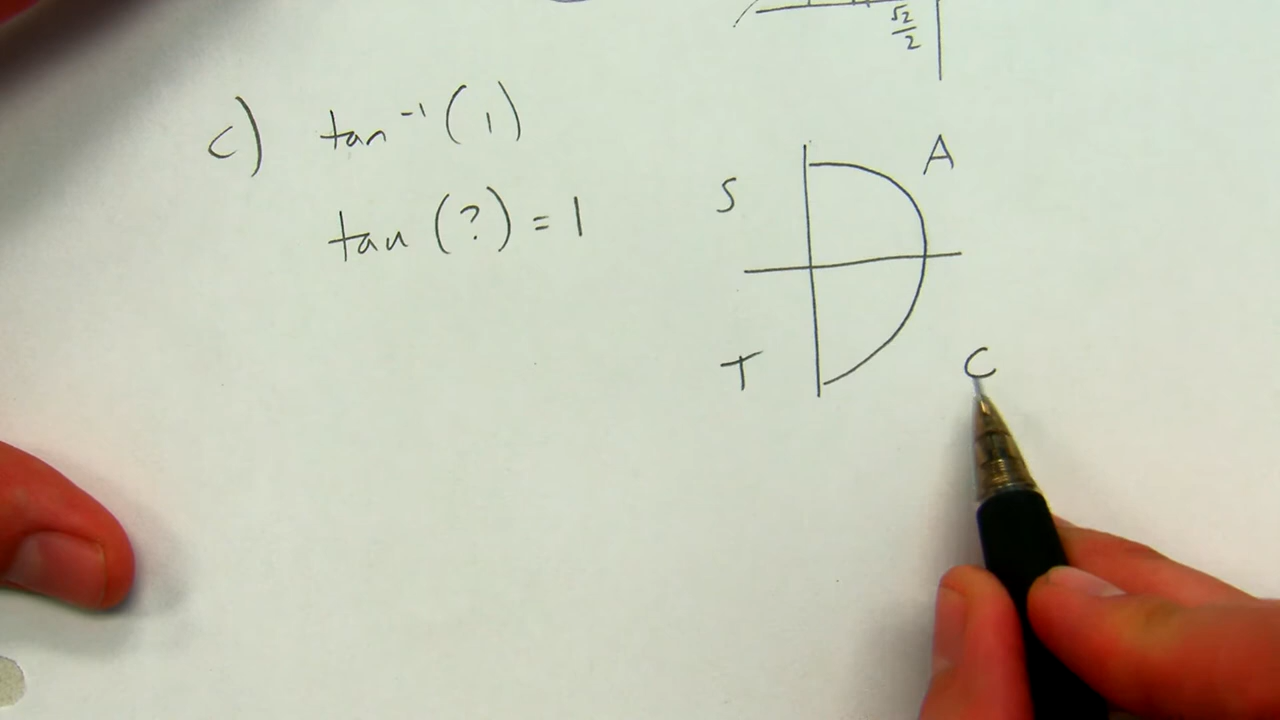 √2/2
c) tan⁻¹(1)
tan(?) = 1
S A
T C